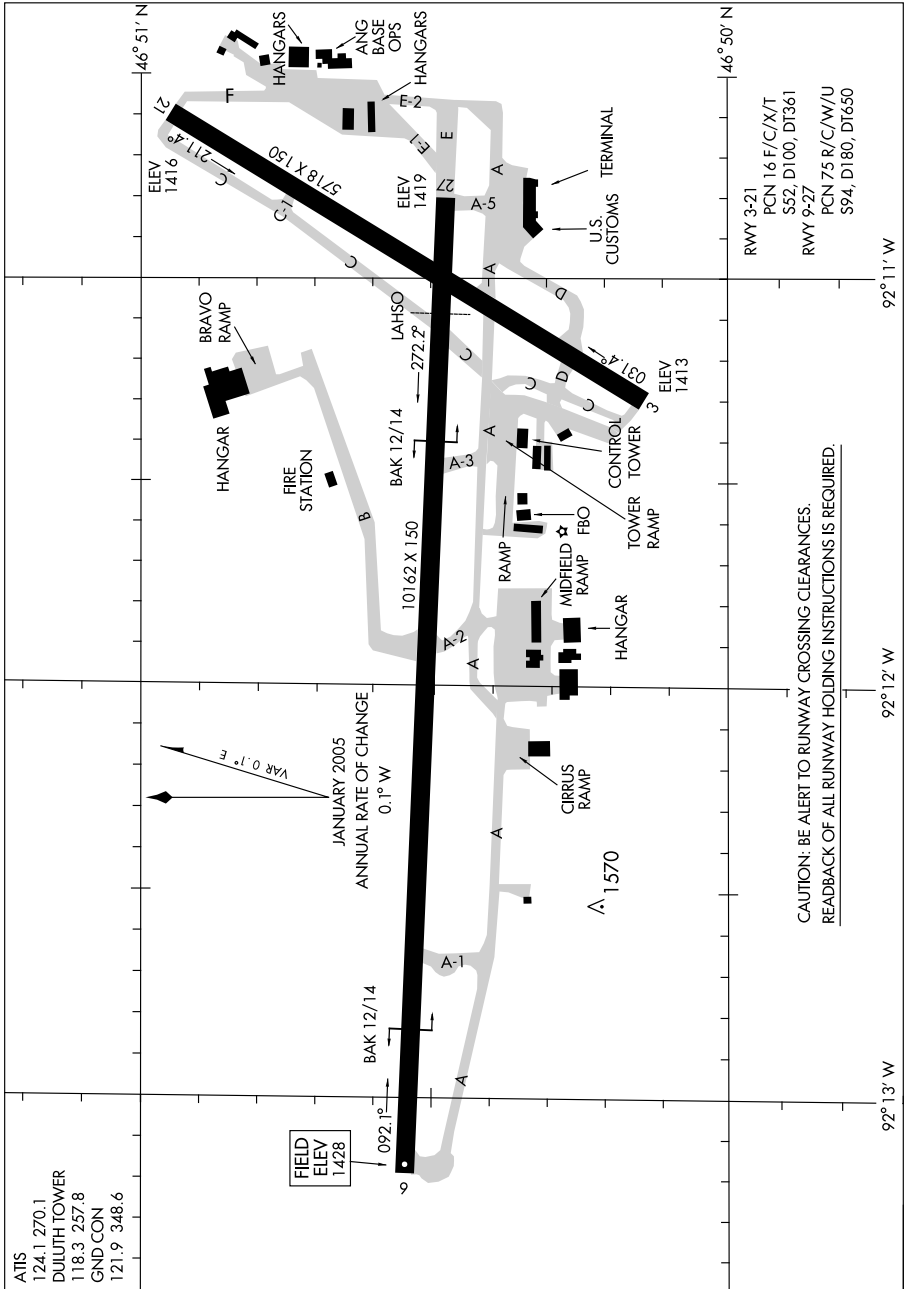 ATIS
124.1 270.1
DULUTH TOWER
118.3 257.8
GND CON
121.9 348.6
46°51' N
46°50' N
HANGARS
ANG
BASE
OPS
HANGARS
F
E-2
E-1
E
21
ELEV
1416
211.4°
5718 X 150
C
C-1
C
ELEV
1419
27
A-5
A
TERMINAL
U.S.
CUSTOMS
A
D
RWY 3-21
PCN 16 F/C/X/T
S52, D100, DT361
RWY 9-27
PCN 75 R/C/W/U
S94, D180, DT650
92°11' W
BRAVO
RAMP
HANGAR
FIRE
STATION
B
LAHSO
272.2°
C
C
D
C
031.4°
ELEV
1413
3
BAK 12/14
A-3
A
10162 X 150
CONTROL
TOWER
TOWER
RAMP
RAMP
FBO
MIDFIELD
RAMP
HANGAR
A-2
A
92°12' W
VAR 0.1° E
JANUARY 2005
ANNUAL RATE OF CHANGE
0.1° W
CIRRUS
RAMP
A
1570
A-1
BAK 12/14
A
092.1°
FIELD
ELEV
1428
9
92°13' W
CAUTION: BE ALERT TO RUNWAY CROSSING CLEARANCES.
READBACK OF ALL RUNWAY HOLDING INSTRUCTIONS IS REQUIRED.